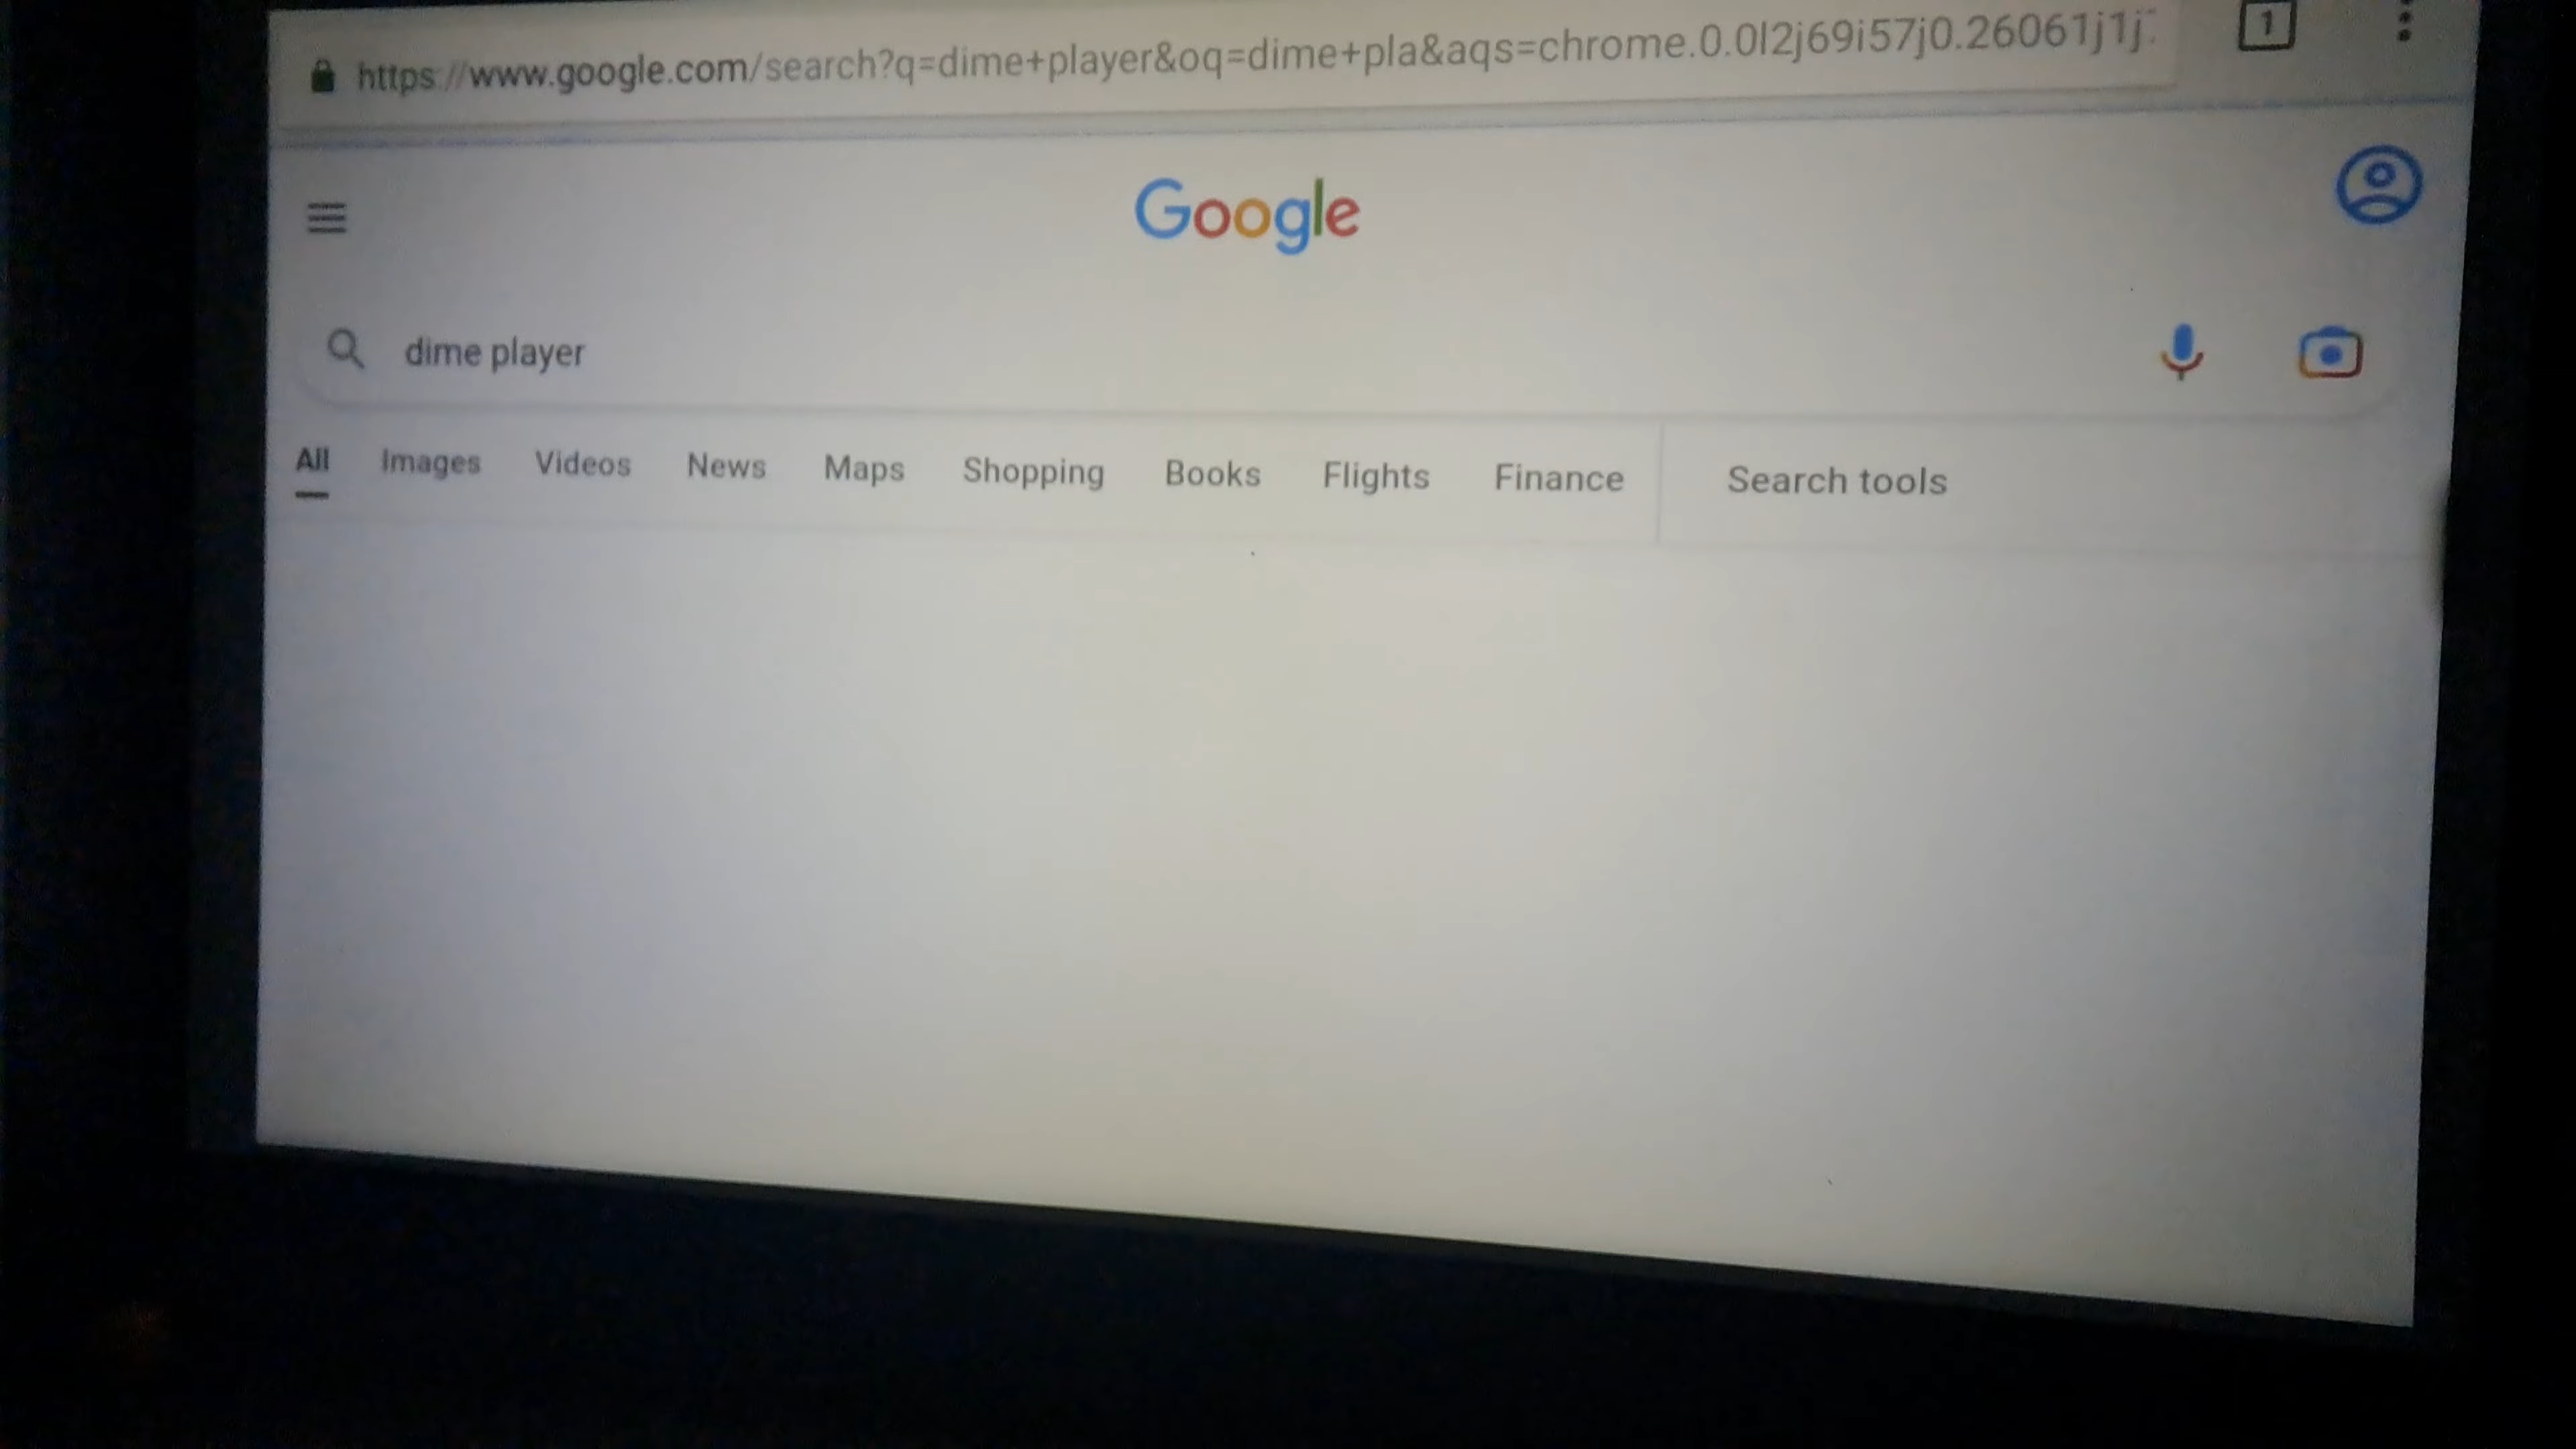 https://www.google.com/search?q=dime+player&oq=dime+pla&aqs=chrome.0.0l2j69i57j0.26061j1j 1
Google
dime player
All Images Videos News Maps Shopping Books Flights Finance Search tools